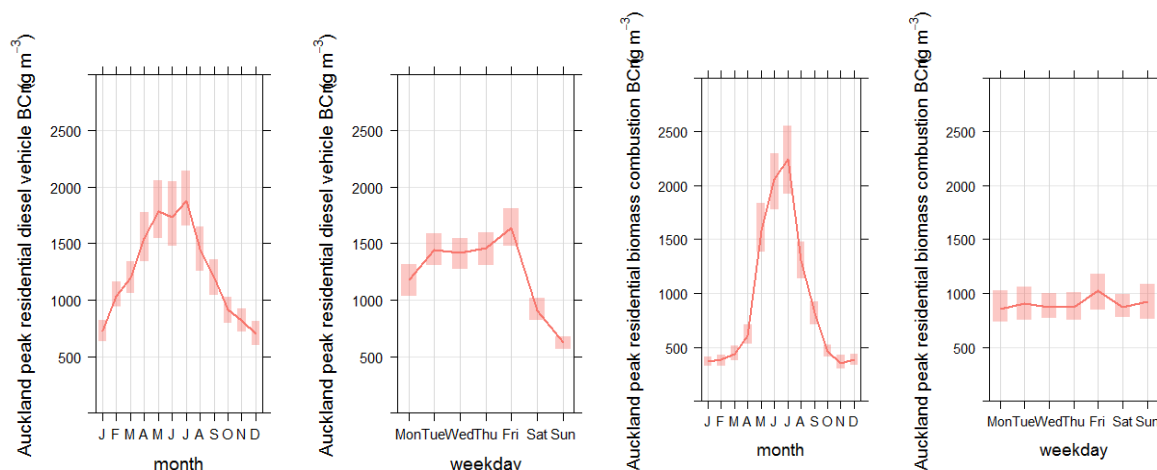 Auckland peak residential diesel vehicle BC (ng m⁻³)
2500
2000
1500
1000
500
J F M A M J J A S O N D
month
Auckland peak residential diesel vehicle BC (ng m⁻³)
2500
2000
1500
1000
500
Mon Tue Wed Thu Fri Sat Sun
weekday
Auckland peak residential biomass combustion BC (ng m⁻³)
2500
2000
1500
1000
500
J F M A M J J A S O N D
month
Auckland peak residential biomass combustion BC (ng m⁻³)
2500
2000
1500
1000
500
Mon Tue Wed Thu Fri Sat Sun
weekday